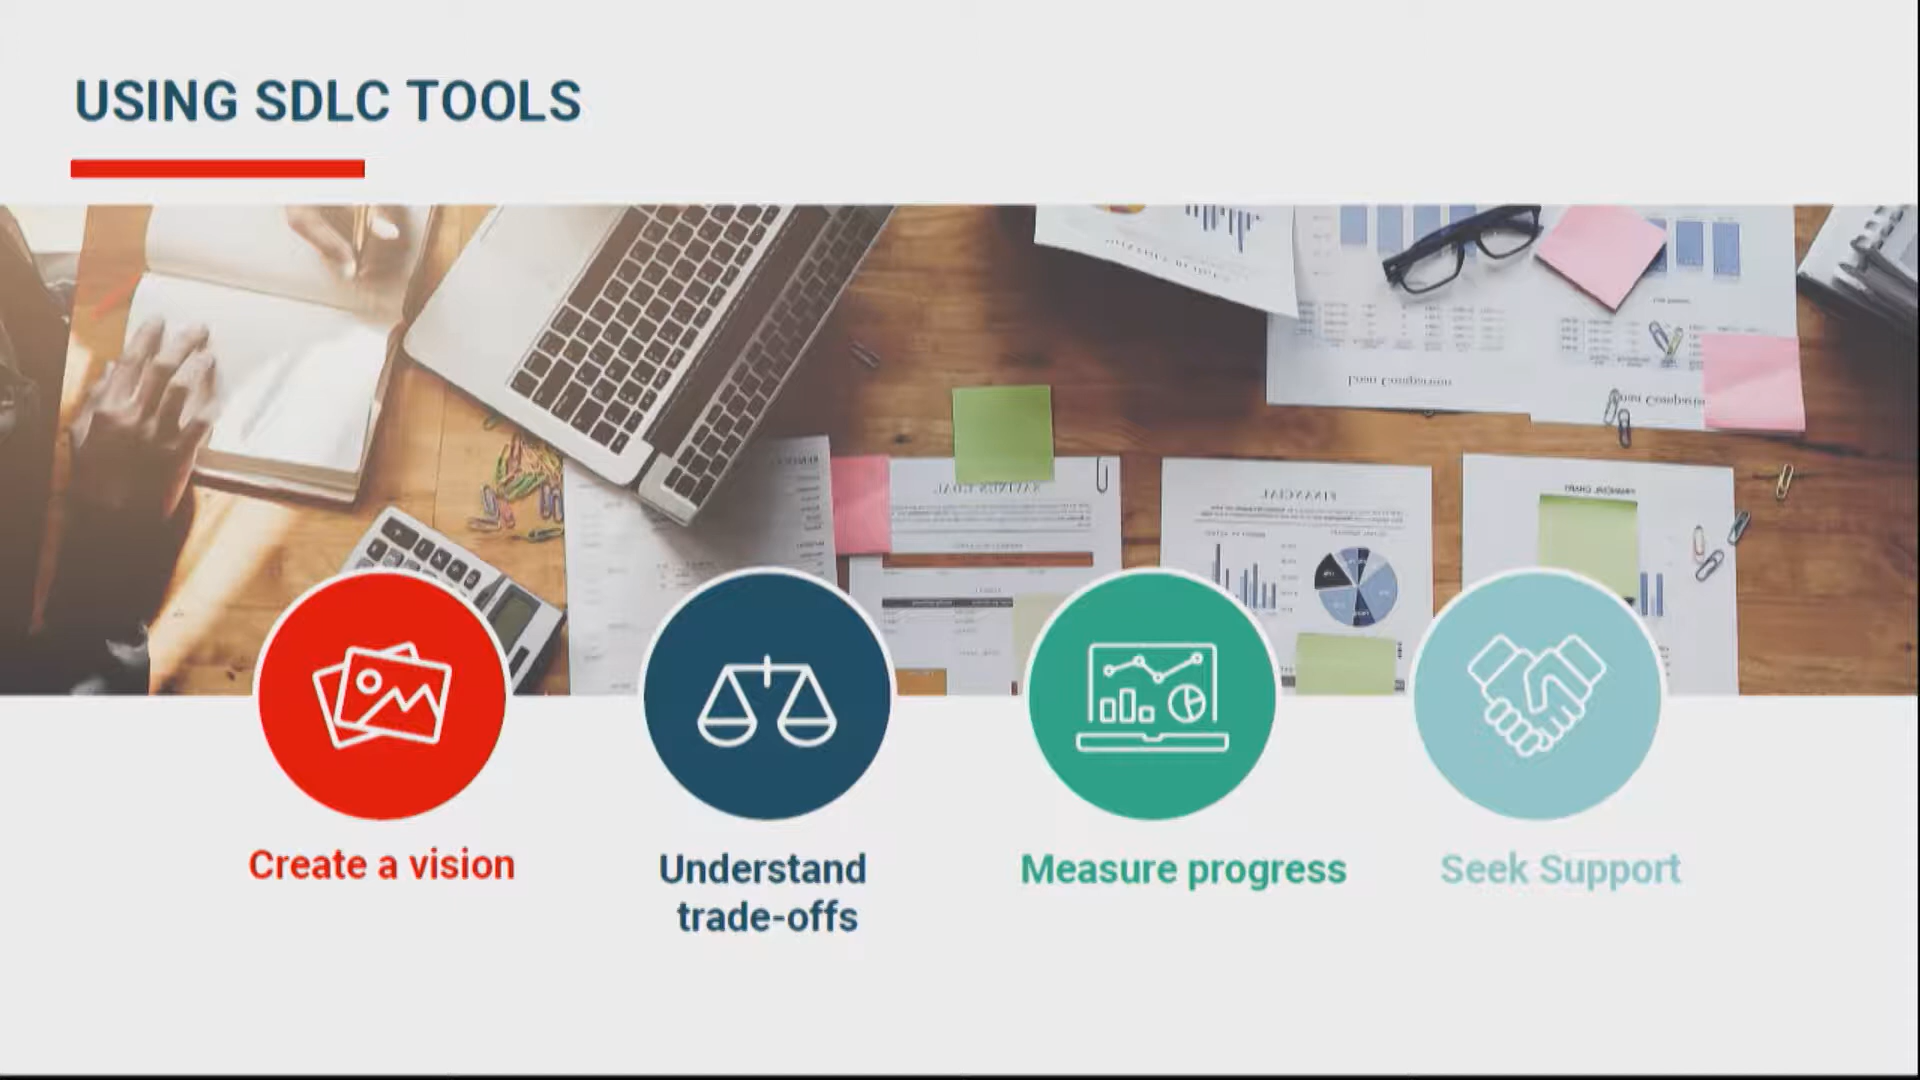 USING SDLC TOOLS
Create a vision
Understand
trade-offs
Measure progress
Seek Support